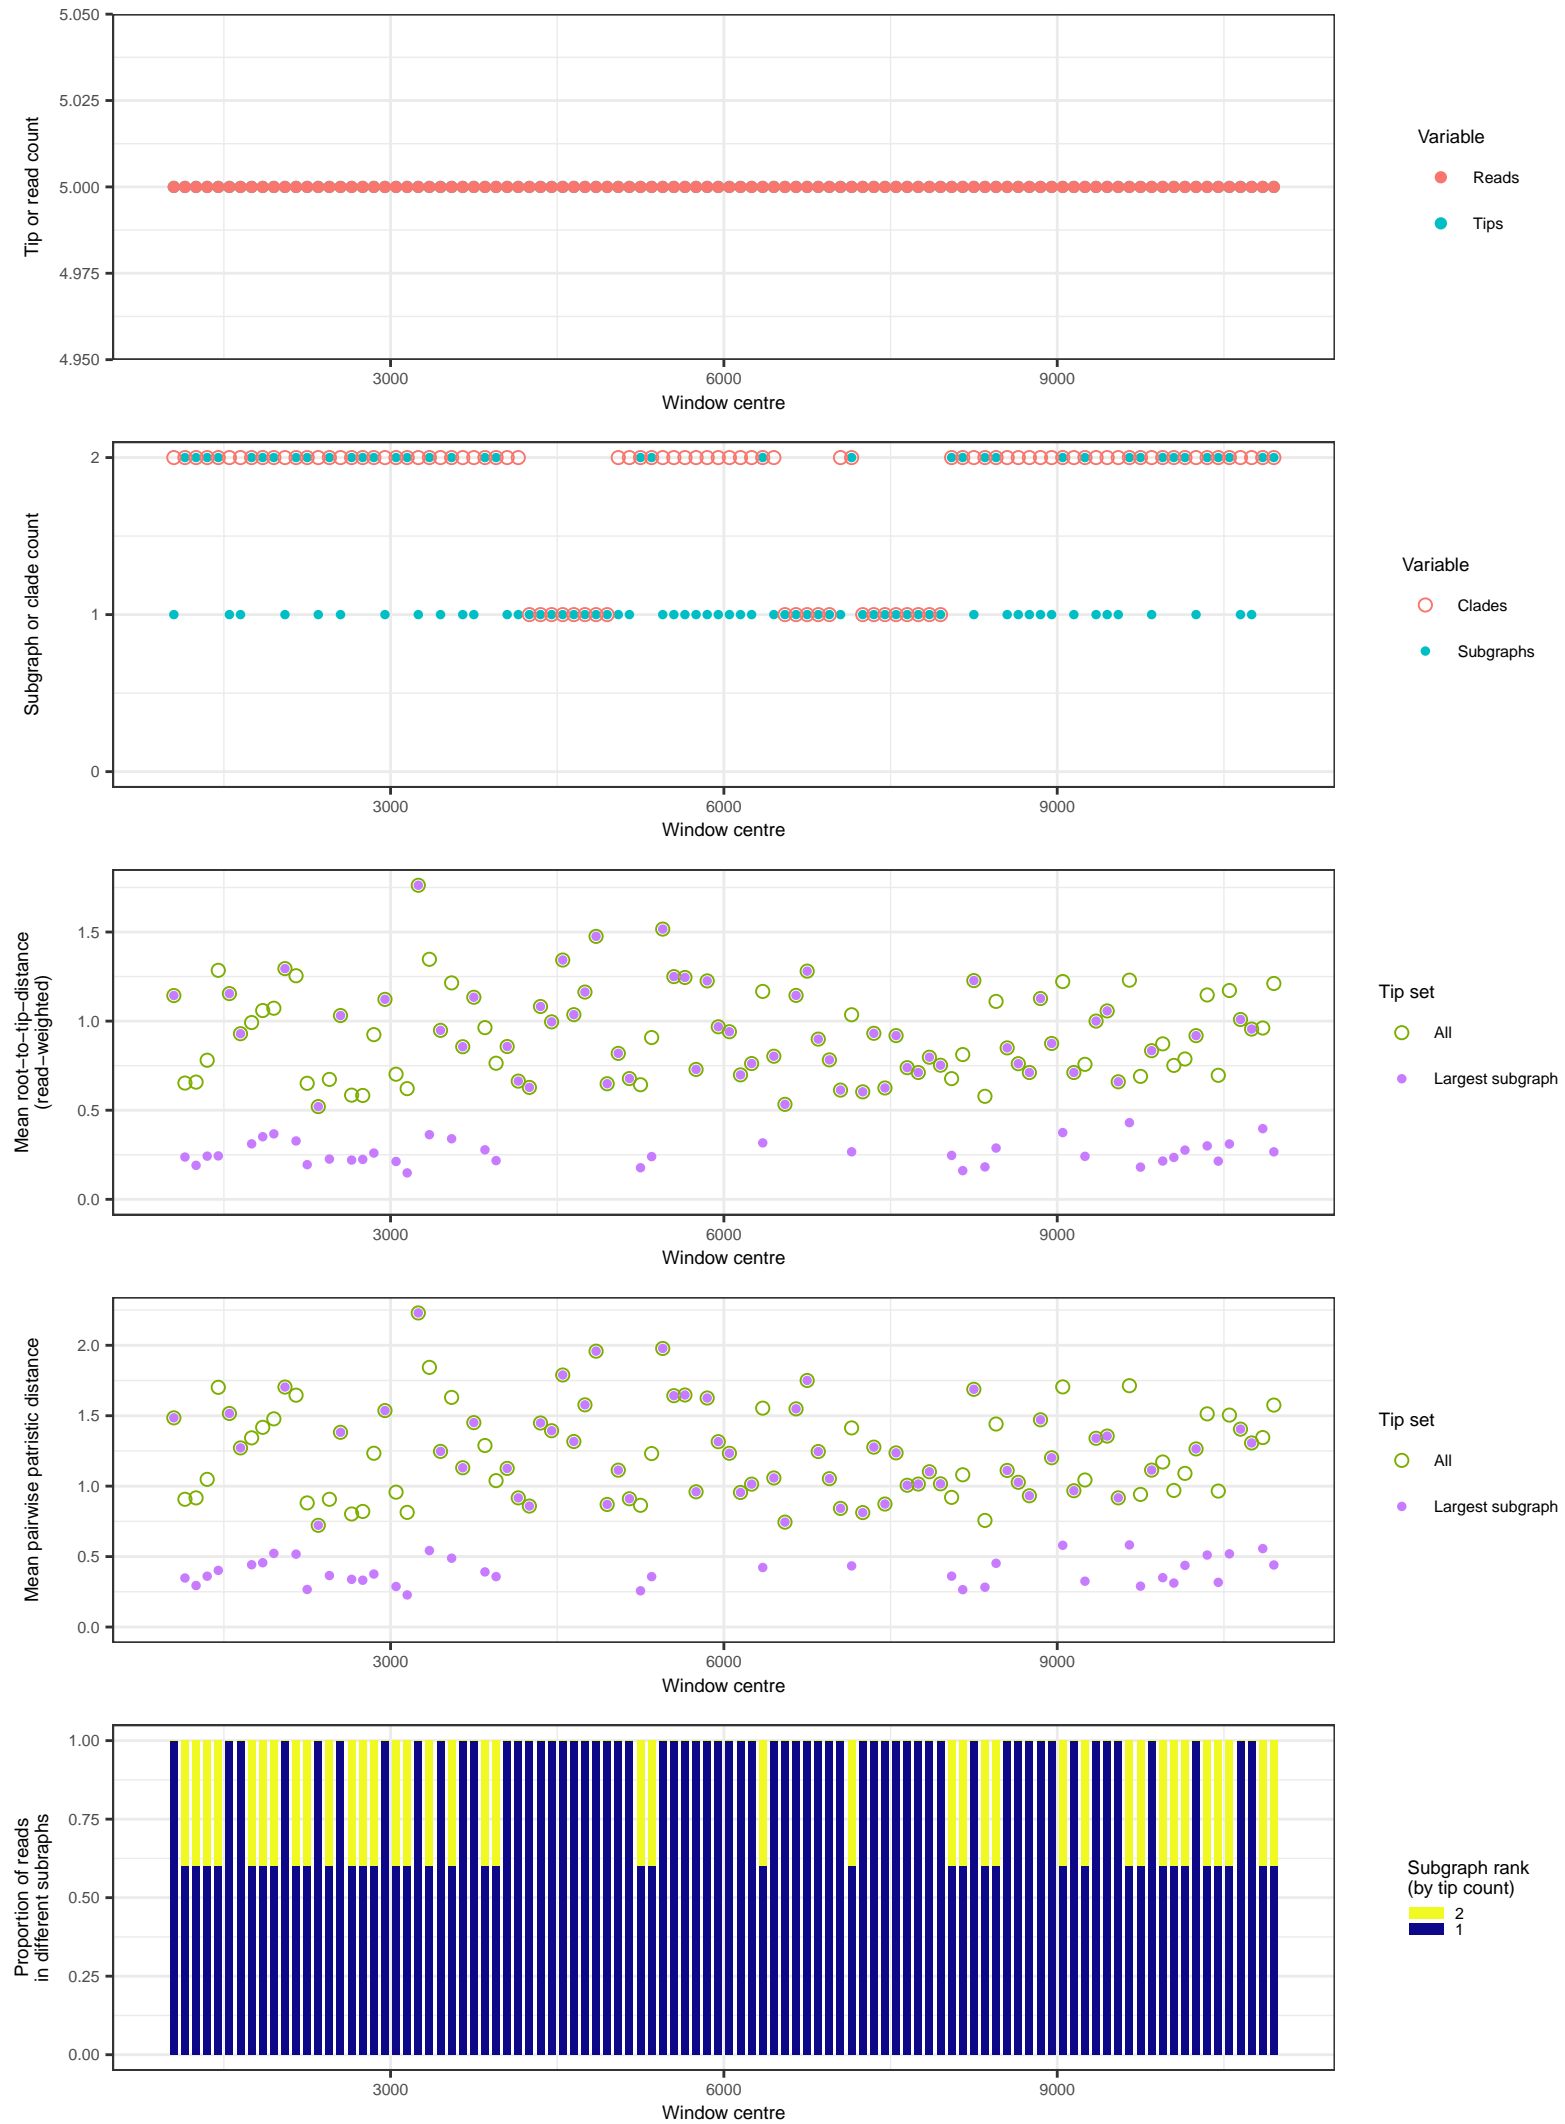 5.050
5.025
5.000
4.975
4.950
Tip or read count
3000 6000 9000
Window centre
Variable
Reads
Tips
2
1
0
Subgraph or clade count
3000 6000 9000
Window centre
Variable
Clades
Subgraphs
1.5
1.0
0.5
0.0
Mean root−to−tip−distance
(read−weighted)
3000 6000 9000
Window centre
Tip set
All
Largest subgraph
2.0
1.5
1.0
0.5
0.0
Mean pairwise patristic distance
3000 6000 9000
Window centre
Tip set
All
Largest subgraph
1.00
0.75
0.50
0.25
0.00
Proportion of reads
in different subraphs
3000 6000 9000
Window centre
Subgraph rank
(by tip count)
2
1